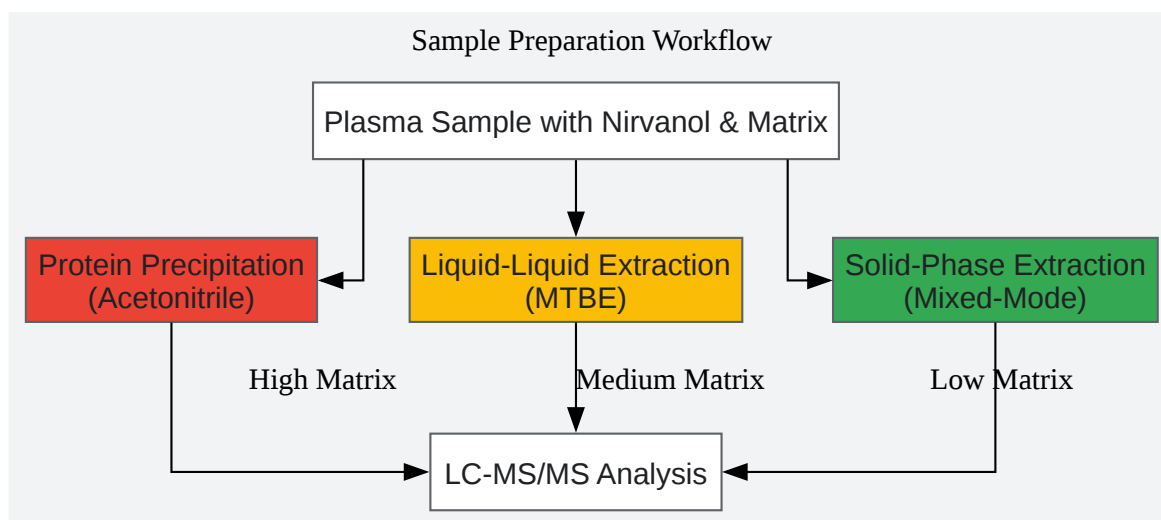 Sample Preparation Workflow
Plasma Sample with Nirvanol & Matrix
Protein Precipitation
(Acetonitrile)
Liquid-Liquid Extraction
(MTBE)
Solid-Phase Extraction
(Mixed-Mode)
High Matrix
Medium Matrix
Low Matrix
LC-MS/MS Analysis